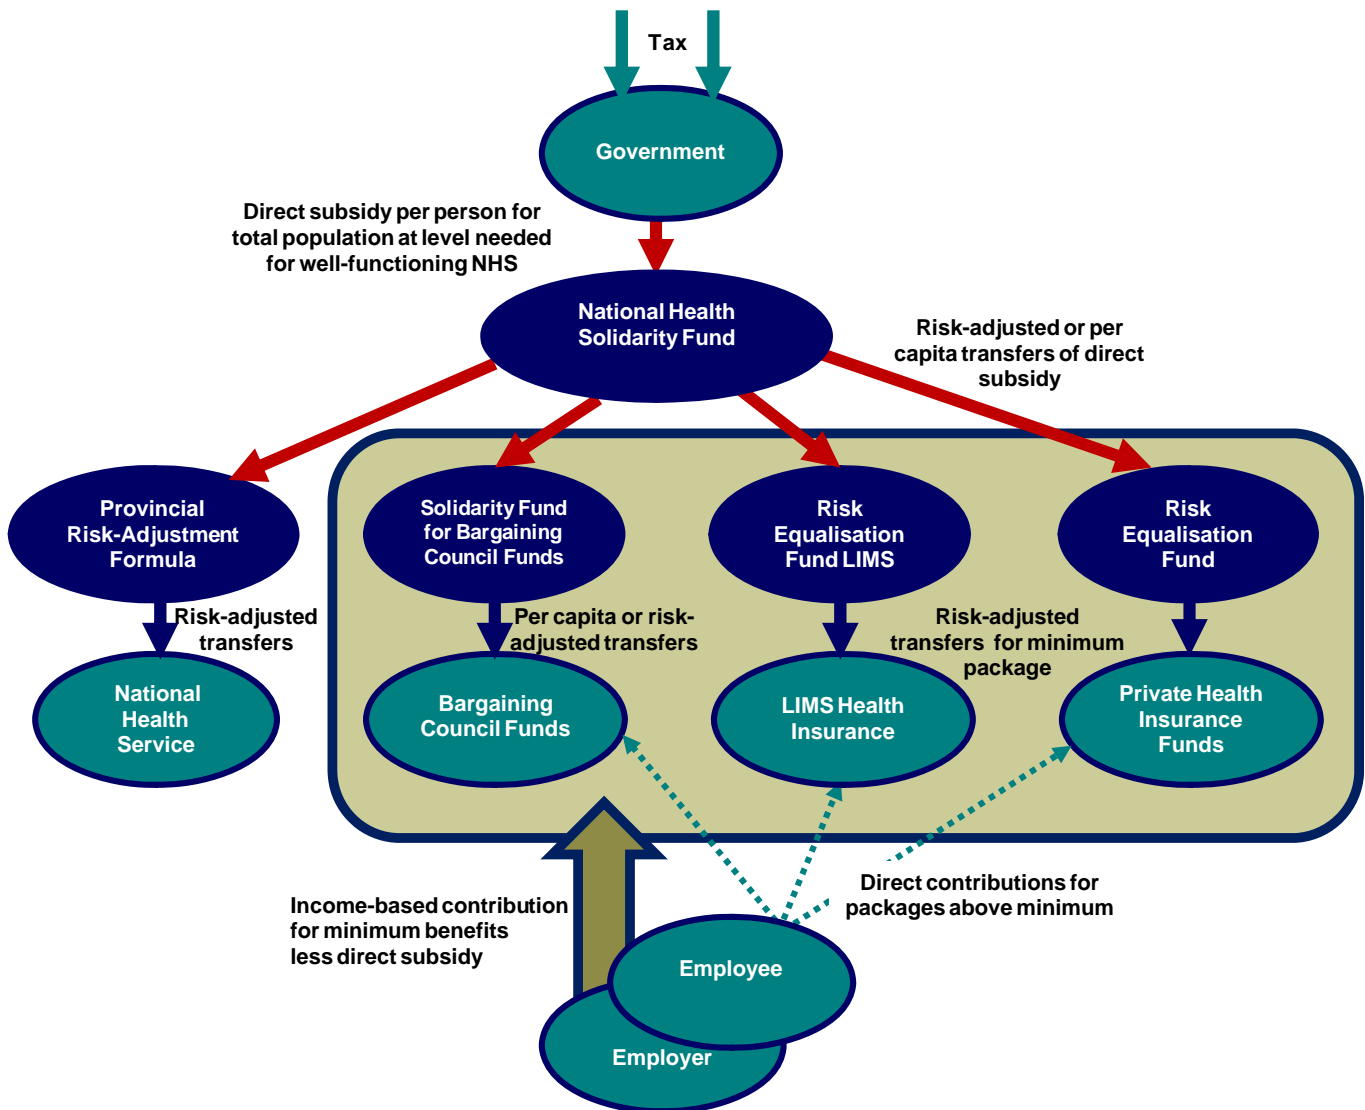 Tax
Government
Direct subsidy per person for
total population at level needed
for well-functioning NHS
National Health
Solidarity Fund
Risk-adjusted or per
capita transfers of direct
subsidy
Provincial
Risk-Adjustment
Formula
Solidarity Fund
for Bargaining
Council Funds
Risk
Equalisation
Fund LIMS
Risk
Equalisation
Fund
Risk-adjusted
transfers
Per capita or risk-
adjusted transfers
Risk-adjusted
transfers for minimum
package
National
Health
Service
Bargaining
Council Funds
LIMS Health
Insurance
Private Health
Insurance
Funds
Income-based contribution
for minimum benefits
less direct subsidy
Direct contributions for
packages above minimum
Employee
Employer